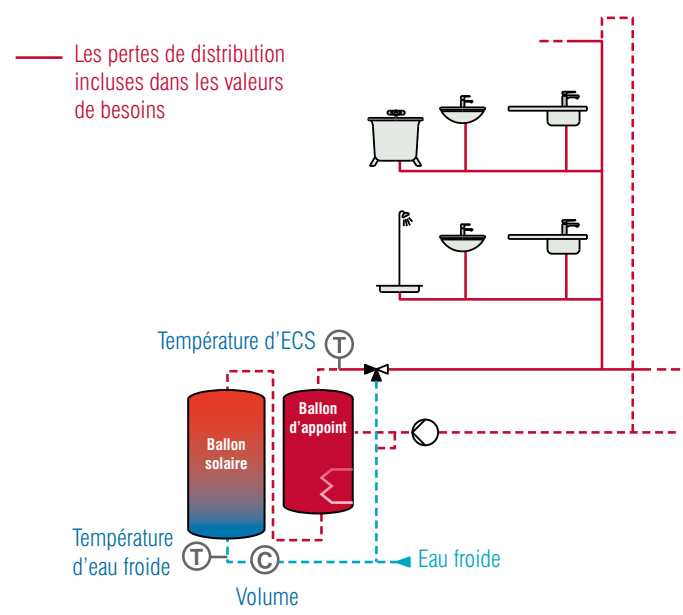 Les pertes de distribution
incluses dans les valeurs
de besoins
Température d'ECS
T
Ballon
d'appoint
Ballon
solaire
Température
d'eau froide
T
C
Eau froide
Volume